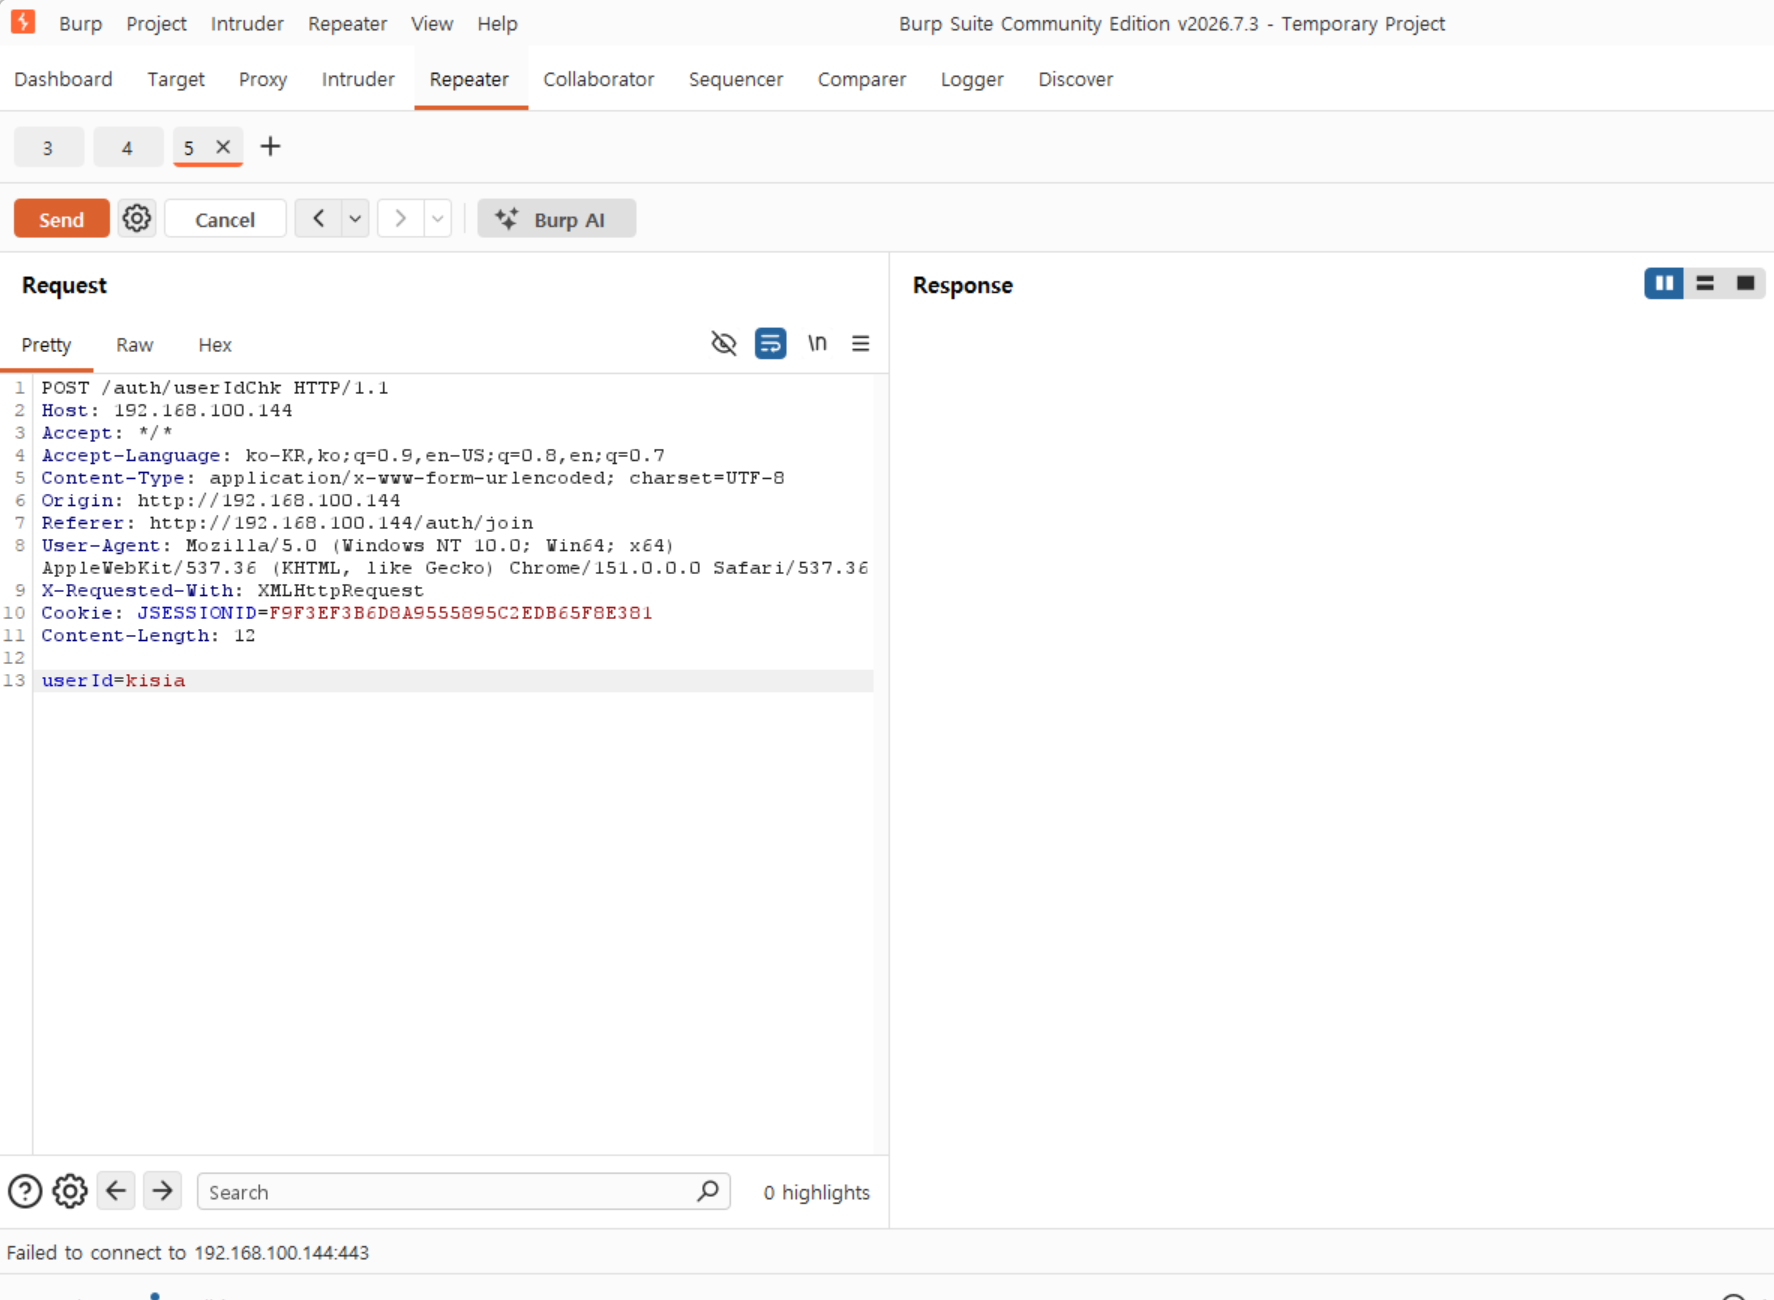 Burp Project Intruder Repeater View Help Burp Suite Community Edition v2026.7.3 - Temporary Project
Dashboard Target Proxy Intruder Repeater Collaborator Sequencer Comparer Logger Discover
3 4 5
Send Cancel Burp AI
Request
Response
Pretty Raw Hex \n
1 POST /auth/userIdChk HTTP/1.1
2 Host: 192.168.100.144
3 Accept: */*
4 Accept-Language: ko-KR,ko;q=0.9,en-US;q=0.8,en;q=0.7
5 Content-Type: application/x-www-form-urlencoded; charset=UTF-8
6 Origin: http://192.168.100.144
7 Referer: http://192.168.100.144/auth/join
8 User-Agent: Mozilla/5.0 (Windows NT 10.0; Win64; x64)
AppleWebKit/537.36 (KHTML, like Gecko) Chrome/151.0.0.0 Safari/537.36
9 X-Requested-With: XMLHttpRequest
10 Cookie: JSESSIONID=F9F3EF3B6D8A9555895C2EDB65F8E381
11 Content-Length: 12
12
13 userId=kisia
Search 0 highlights
Failed to connect to 192.168.100.144:443